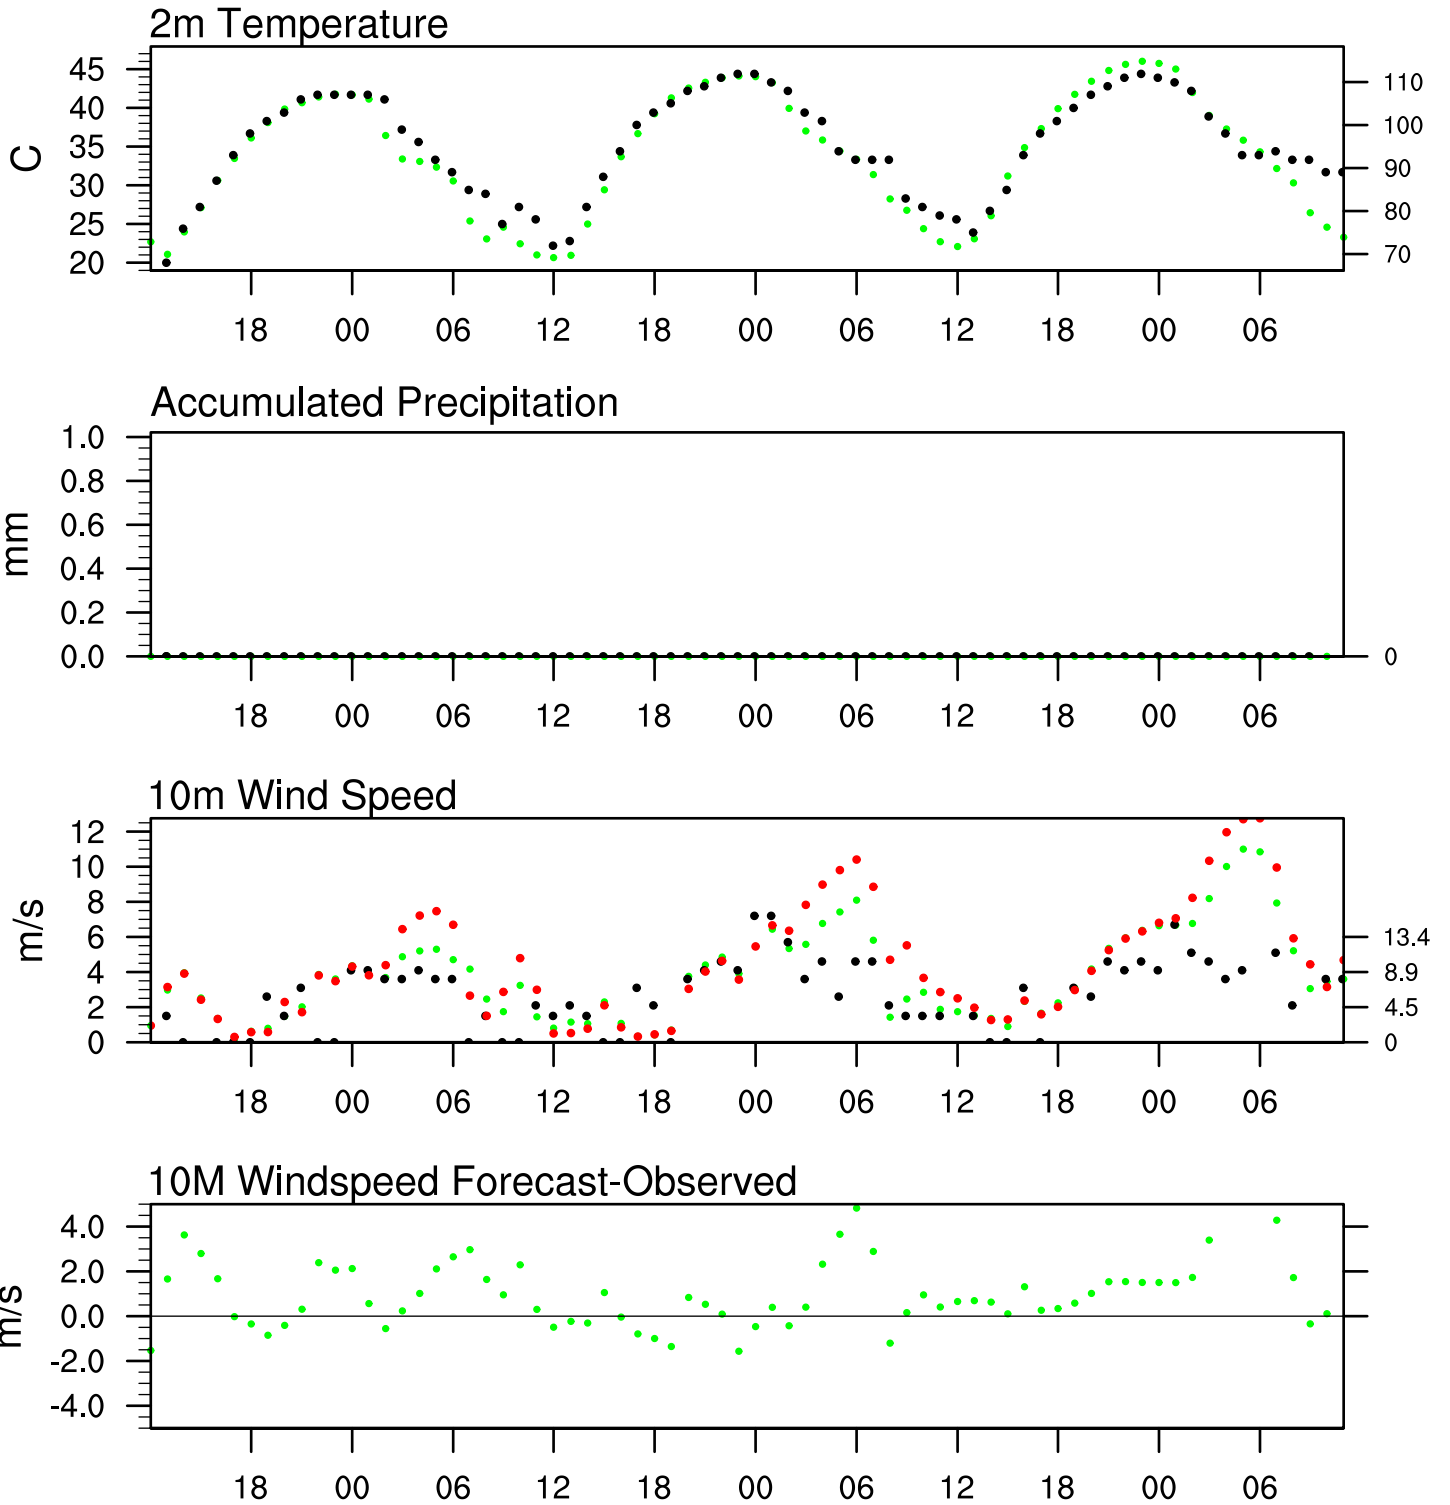 2m Temperature
45
40
35
30
25
20
C
110
100
90
80
70
18 00 06 12 18 00 06 12 18 00 06
Accumulated Precipitation
1.0
0.8
0.6
0.4
0.2
0.0
mm
0
18 00 06 12 18 00 06 12 18 00 06
10m Wind Speed
12
10
8
6
4
2
0
m/s
13.4
8.9
4.5
0
18 00 06 12 18 00 06 12 18 00 06
10M Windspeed Forecast-Observed
4.0
2.0
0.0
-2.0
-4.0
m/s
18 00 06 12 18 00 06 12 18 00 06